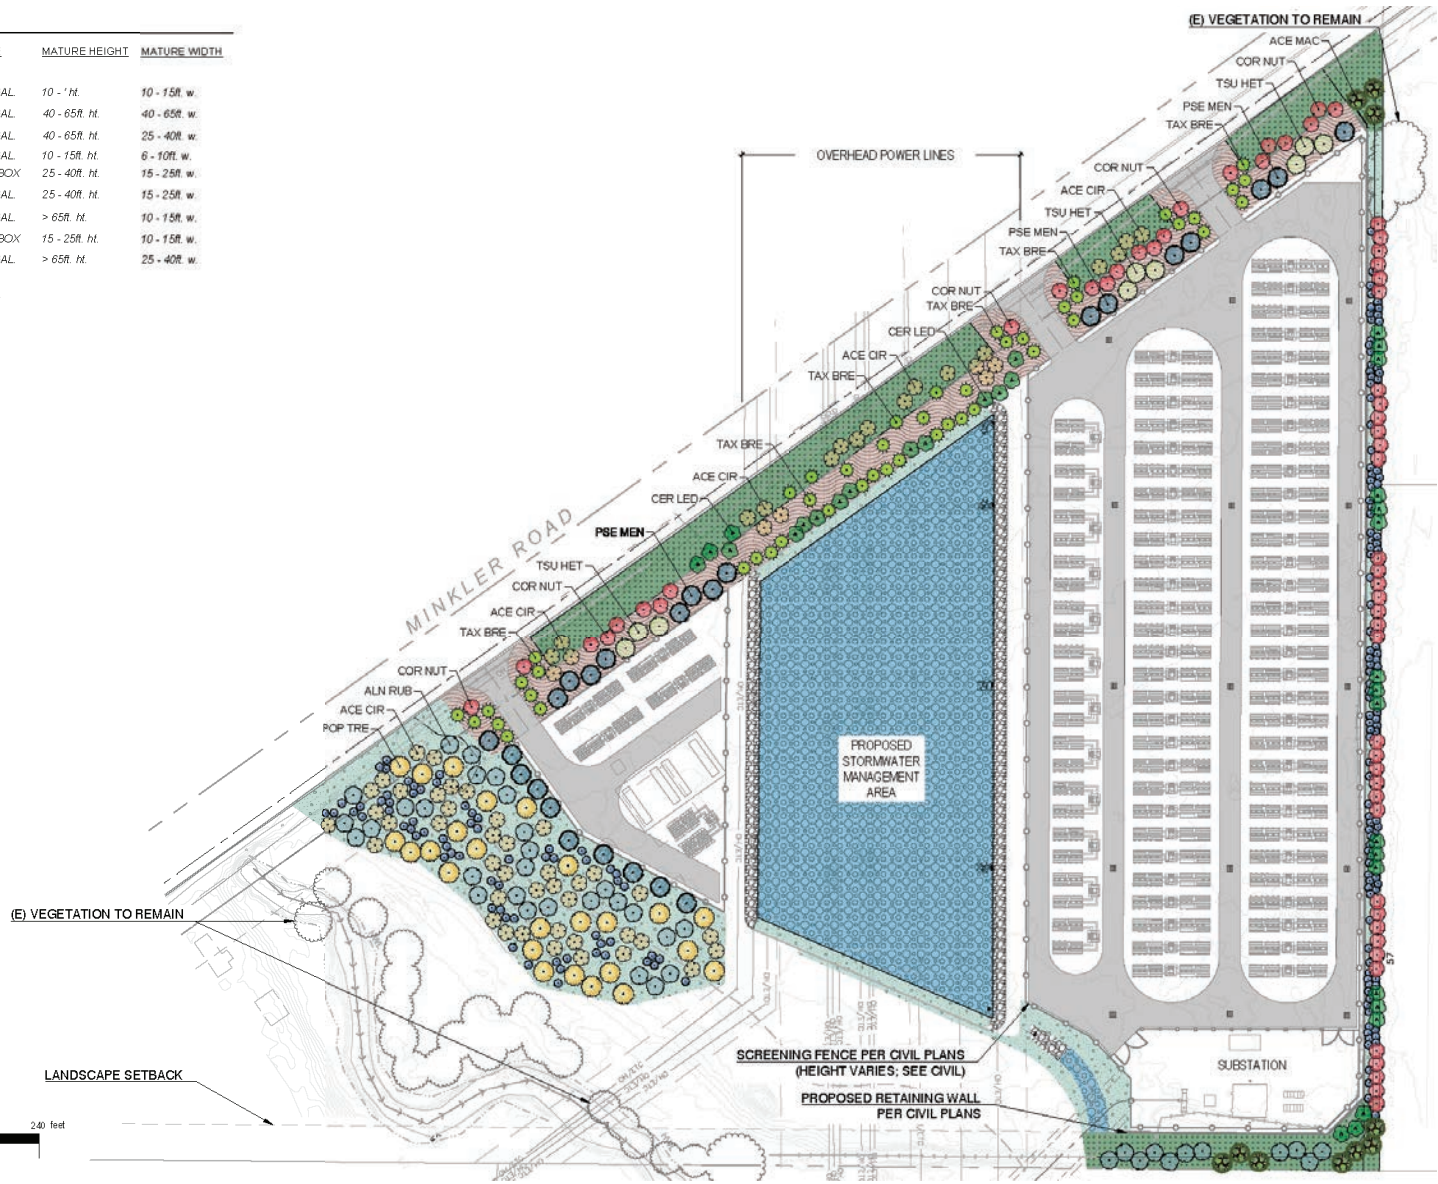 MATURE HEIGHT MATURE WIDTH
AL. 10 - ' ht. 10 - 15ft. w.
AL. 40 - 65ft. ht. 40 - 65ft. w.
AL. 40 - 65ft. ht. 25 - 40ft. w.
AL. 10 - 15ft. ht. 6 - 10ft. w.
BOX 25 - 40ft. ht. 15 - 25ft. w.
AL. 25 - 40ft. ht. 15 - 25ft. w.
AL. > 65ft. ht. 10 - 15ft. w.
BOX 15 - 25ft. ht. 10 - 15ft. w.
AL. > 65ft. ht. 25 - 40ft. w.
(E) VEGETATION TO REMAIN
ACE MAC
COR NUT
TSU HET
PSE MEN
TAX BRE
OVERHEAD POWER LINES
COR NUT
ACE CIR
TSU HET
PSE MEN
TAX BRE
COR NUT
TAX BRE
CER LED
ACE CIR
TAX BRE
TAX BRE
ACE CIR
CER LED
PSE MEN
TSU HET
COR NUT
ACE CIR
TAX BRE
MINKLER ROAD
COR NUT
ALN RUB
ACE CIR
POP TRE
PROPOSED
STORMWATER
MANAGEMENT
AREA
(E) VEGETATION TO REMAIN
57
SCREENING FENCE PER CIVIL PLANS
(HEIGHT VARIES; SEE CIVIL)
SUBSTATION
LANDSCAPE SETBACK
PROPOSED RETAINING WALL
PER CIVIL PLANS
240 feet